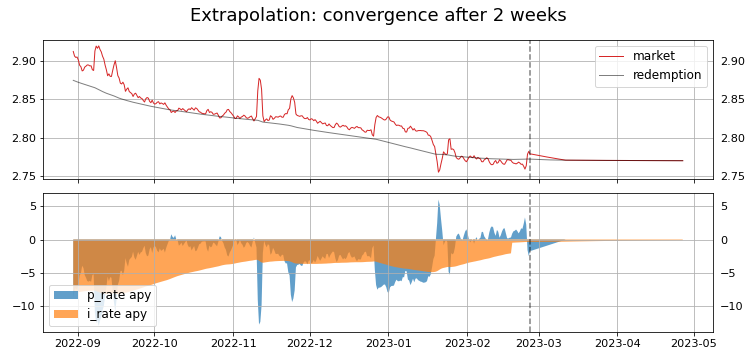 Extrapolation: convergence after 2 weeks
2.90
2.85
2.80
2.75
market
redemption
2.90
2.85
2.80
2.75
5
0
−5
−10
p_rate apy
i_rate apy
5
0
−5
−10
2022-09 2022-10 2022-11 2022-12 2023-01 2023-02 2023-03 2023-04 2023-05